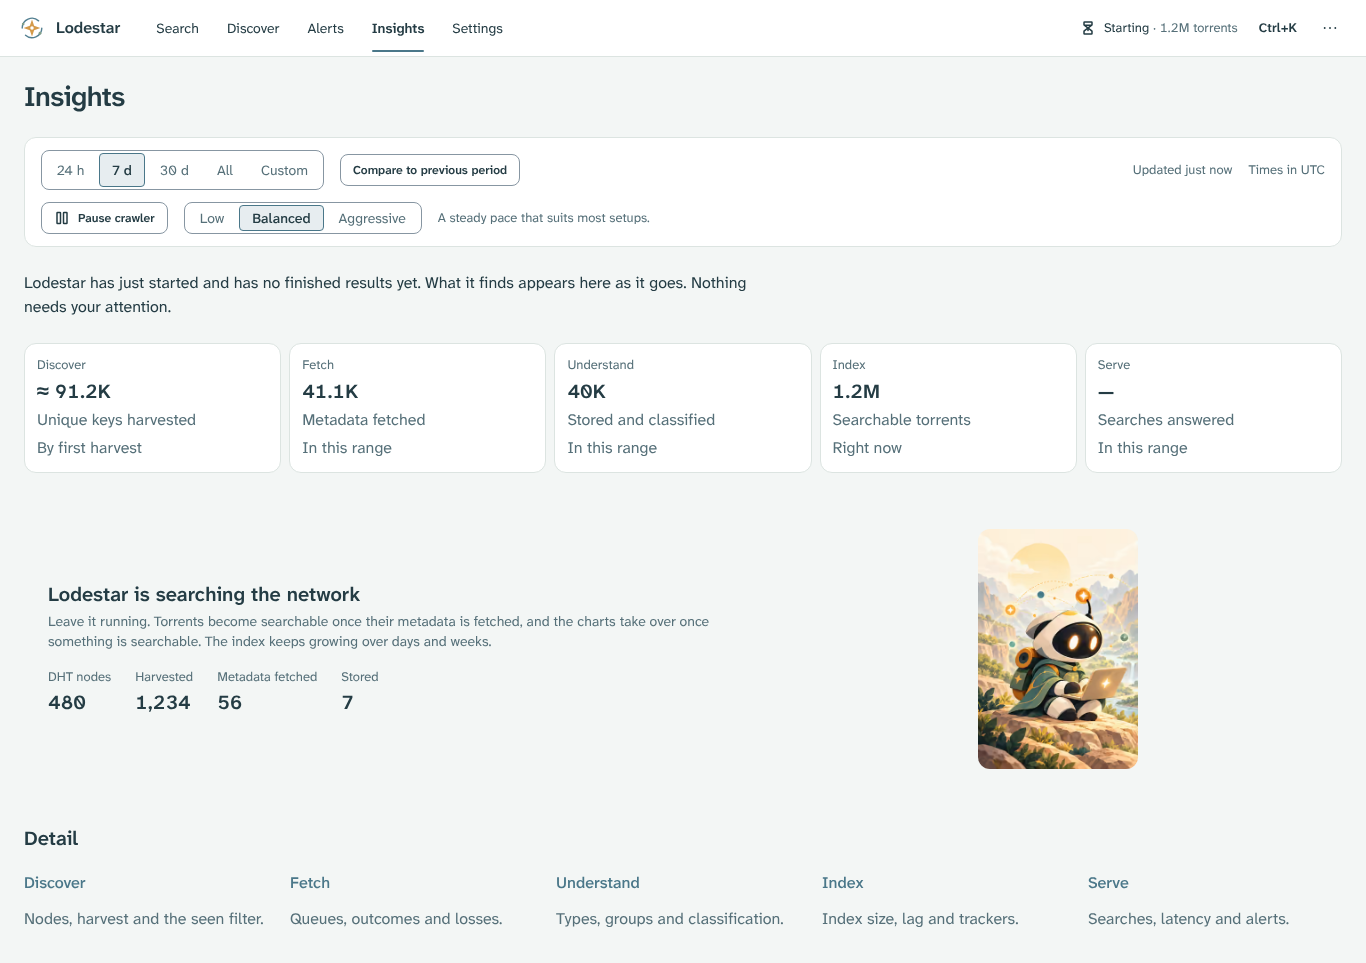 Lodestar
Search
Discover
Alerts
Insights
Settings
Starting · 1.2M torrents
Ctrl+K
Insights
24 h
7 d
30 d
All
Custom
Compare to previous period
Updated just now
Times in UTC
Pause crawler
Low
Balanced
Aggressive
A steady pace that suits most setups.
Lodestar has just started and has no finished results yet. What it finds appears here as it goes. Nothing
needs your attention.
Discover
≈ 91.2K
Unique keys harvested
By first harvest
Fetch
41.1K
Metadata fetched
In this range
Understand
40K
Stored and classified
In this range
Index
1.2M
Searchable torrents
Right now
Serve
—
Searches answered
In this range
Lodestar is searching the network
Leave it running. Torrents become searchable once their metadata is fetched, and the charts take over once
something is searchable. The index keeps growing over days and weeks.
DHT nodes
480
Harvested
1,234
Metadata fetched
56
Stored
7
Detail
Discover
Nodes, harvest and the seen filter.
Fetch
Queues, outcomes and losses.
Understand
Types, groups and classification.
Index
Index size, lag and trackers.
Serve
Searches, latency and alerts.